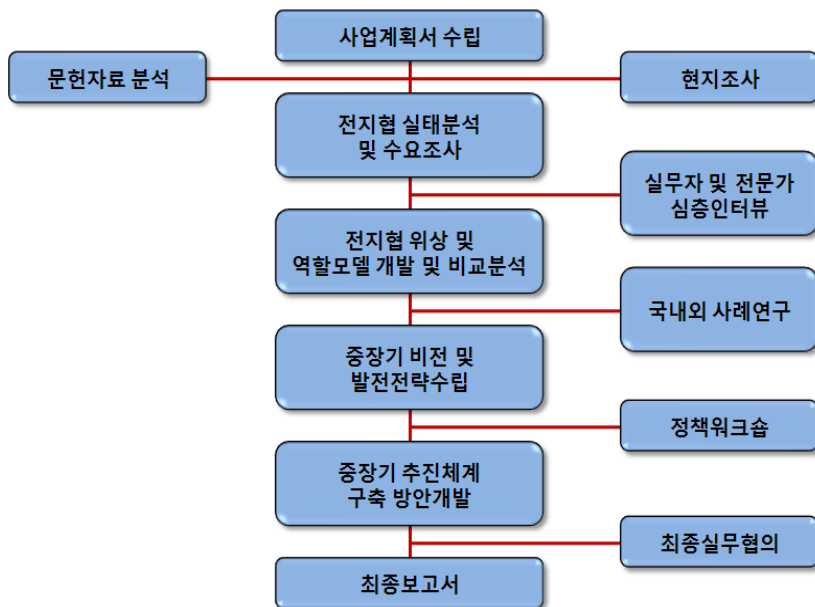 사업계획서 수립
문헌자료 분석
현지조사
전지협 실태분석
및 수요조사
실무자 및 전문가
심층인터뷰
전지협 위상 및
역할모델 개발 및 비교분석
국내외 사례연구
중장기 비전 및
발전전략수립
정책워크숍
중장기 추진체계
구축 방안개발
최종실무협의
최종보고서